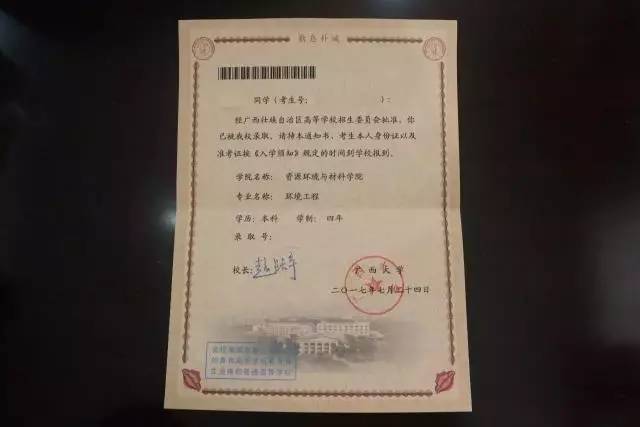 勤恳朴诚
同学（考生号：　　　）：
经广西壮族自治区高等学校招生委员会批准，你
已被我校录取。请持本通知书、考生本人身份证以及
准考证按《入学须知》规定的时间到学校报到。
学院名称：　资源环境与材料学院
专业名称：　环境工程
学历：本科　　学制：四年
录取号：
校长：
广西大学
二〇一七年七月二十四日